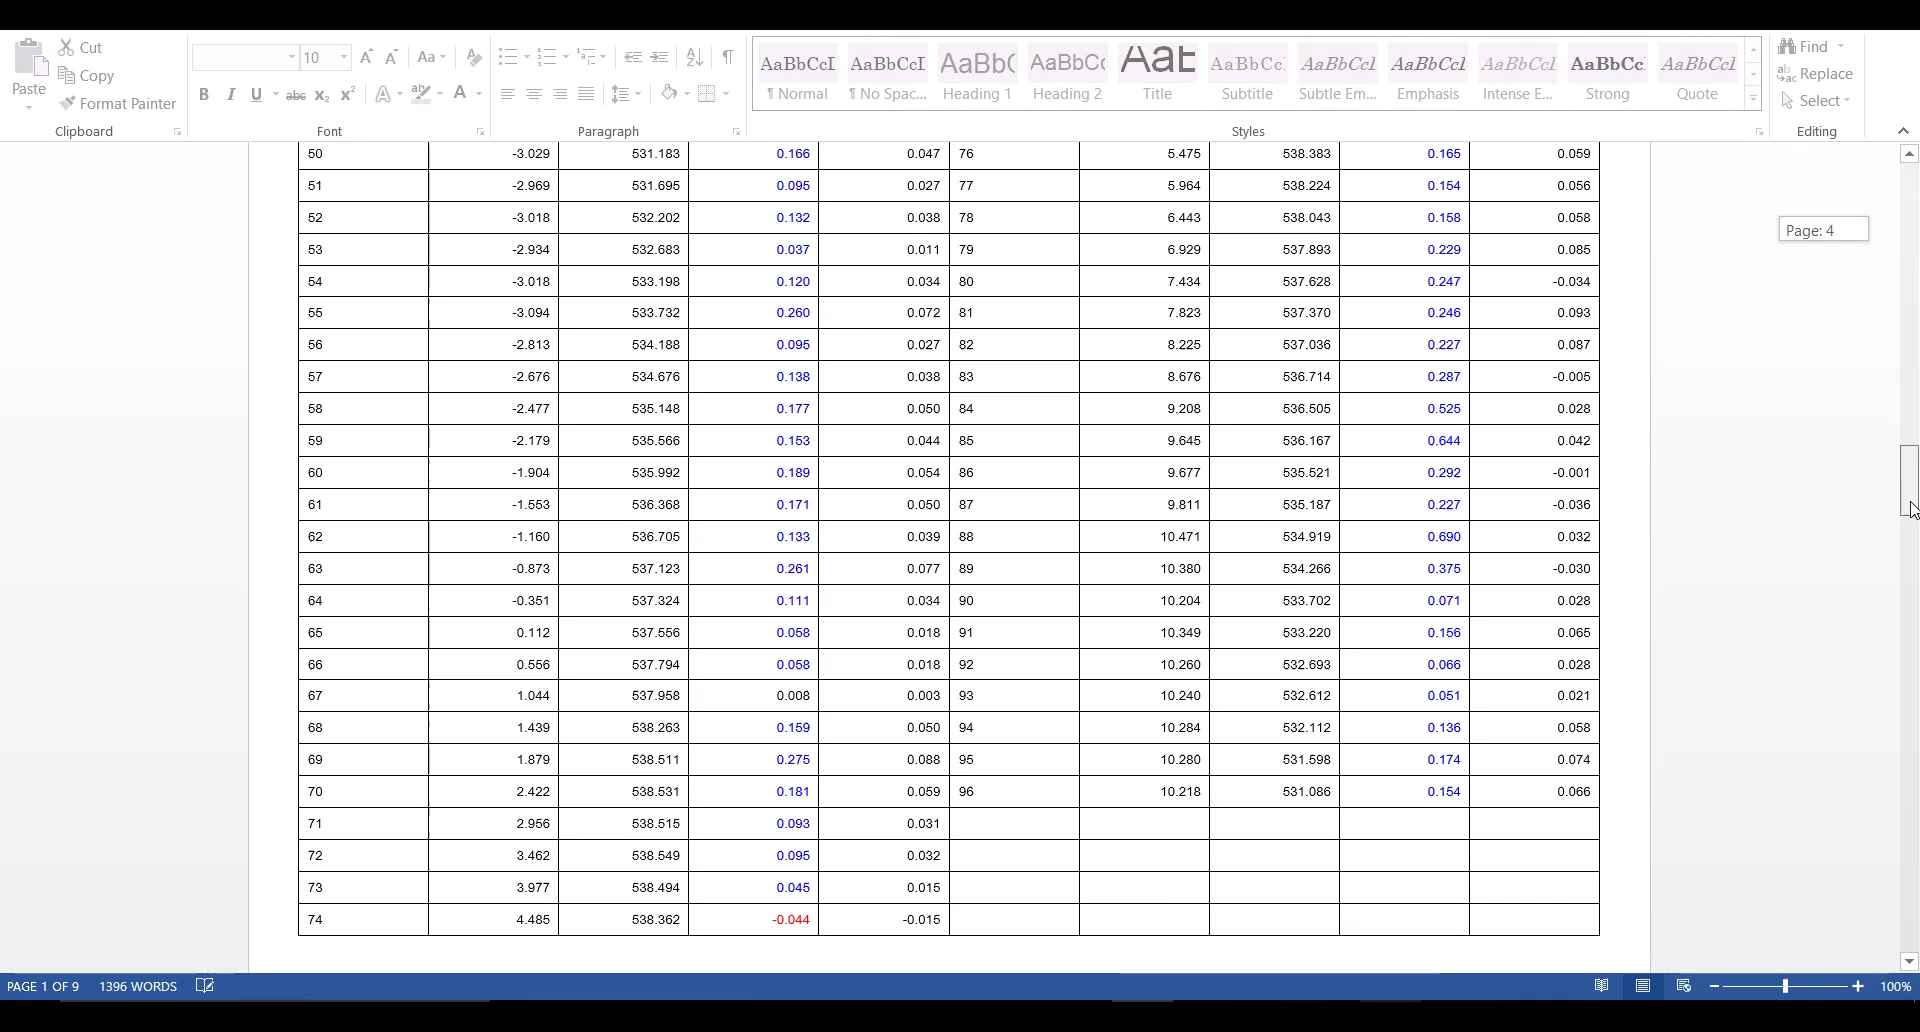 Cut
Copy
Format Painter
Paste
Clipboard
10
Aa
B I U abc X₂ X² A ab A
Font
Paragraph
AaBbCcI AaBbCcI AaBb( AaBbC( AaE AaBbCc AaBbCcl AaBbCcl AaBbCcl AaBbCc AaBbCcl
¶ Normal ¶ No Spac... Heading 1 Heading 2 Title Subtitle Subtle Em... Emphasis Intense E... Strong Quote
Styles
Find
Replace
Select
Editing
50 -3.029 531.183 0.166 0.047 76 5.475 538.383 0.165 0.059
51 -2.969 531.695 0.095 0.027 77 5.964 538.224 0.154 0.056
52 -3.018 532.202 0.132 0.038 78 6.443 538.043 0.158 0.058
53 -2.934 532.683 0.037 0.011 79 6.929 537.893 0.229 0.085
54 -3.018 533.198 0.120 0.034 80 7.434 537.628 0.247 -0.034
55 -3.094 533.732 0.260 0.072 81 7.823 537.370 0.246 0.093
56 -2.813 534.188 0.095 0.027 82 8.225 537.036 0.227 0.087
57 -2.676 534.676 0.138 0.038 83 8.676 536.714 0.287 -0.005
58 -2.477 535.148 0.177 0.050 84 9.208 536.505 0.525 0.028
59 -2.179 535.566 0.153 0.044 85 9.645 536.167 0.644 0.042
60 -1.904 535.992 0.189 0.054 86 9.677 535.521 0.292 -0.001
61 -1.553 536.368 0.171 0.050 87 9.811 535.187 0.227 -0.036
62 -1.160 536.705 0.133 0.039 88 10.471 534.919 0.690 0.032
63 -0.873 537.123 0.261 0.077 89 10.380 534.266 0.375 -0.030
64 -0.351 537.324 0.111 0.034 90 10.204 533.702 0.071 0.028
65 0.112 537.556 0.058 0.018 91 10.349 533.220 0.156 0.065
66 0.556 537.794 0.058 0.018 92 10.260 532.693 0.066 0.028
67 1.044 537.958 0.008 0.003 93 10.240 532.612 0.051 0.021
68 1.439 538.263 0.159 0.050 94 10.284 532.112 0.136 0.058
69 1.879 538.511 0.275 0.088 95 10.280 531.598 0.174 0.074
70 2.422 538.531 0.181 0.059 96 10.218 531.086 0.154 0.066
71 2.956 538.515 0.093 0.031
72 3.462 538.549 0.095 0.032
73 3.977 538.494 0.045 0.015
74 4.485 538.362 -0.044 -0.015
Page: 4
PAGE 1 OF 9 1396 WORDS 100%